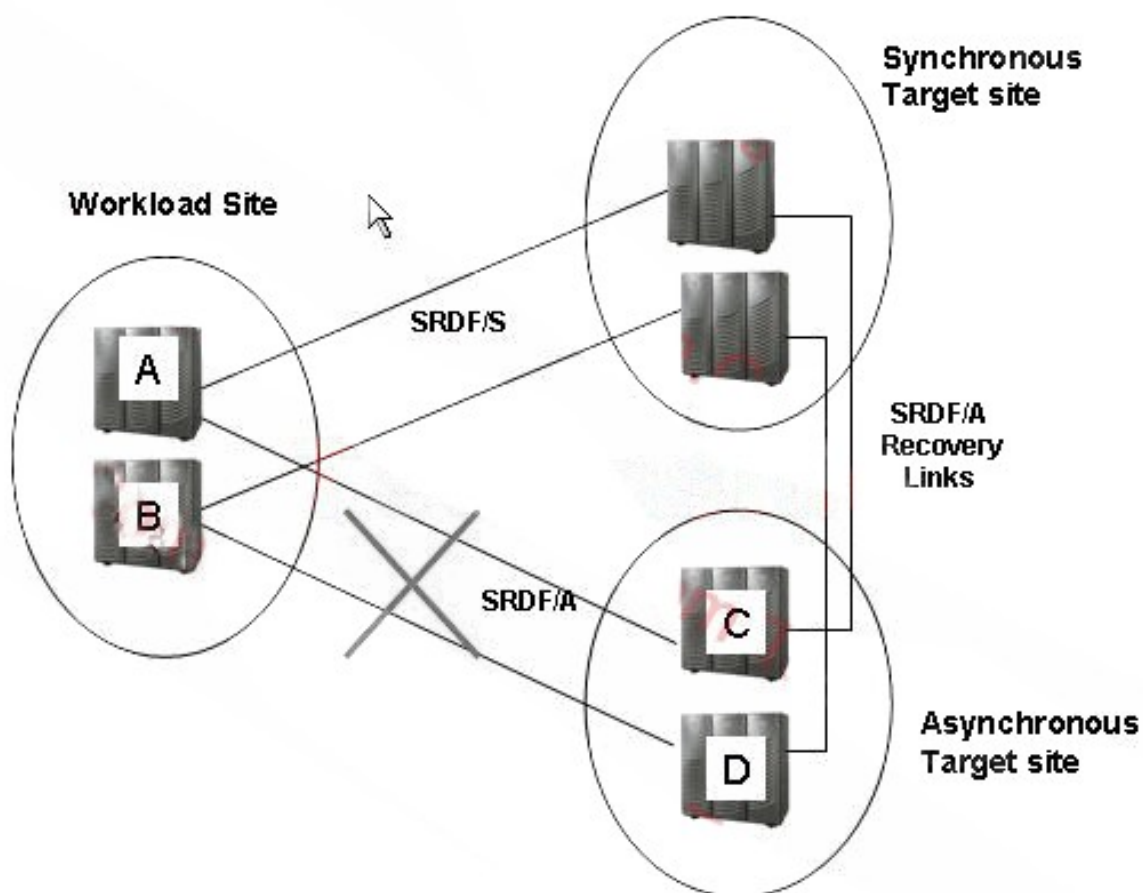 Synchronous
Target site
Workload Site
SRDF/S
A
B
SRDF/A
Recovery
Links
SRDF/A
C
D
Asynchronous
Target site